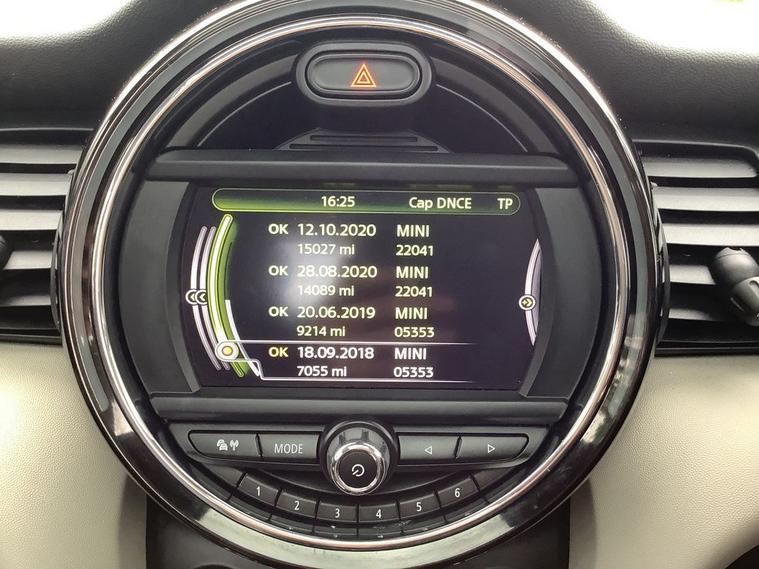 16:25 Cap DNCE TP
OK 12.10.2020 MINI
15027 mi 22041
OK 28.08.2020 MINI
14089 mi 22041
OK 20.06.2019 MINI
9214 mi 05353
OK 18.09.2018 MINI
7055 mi 05353
MODE
1 2 3 4 5 6